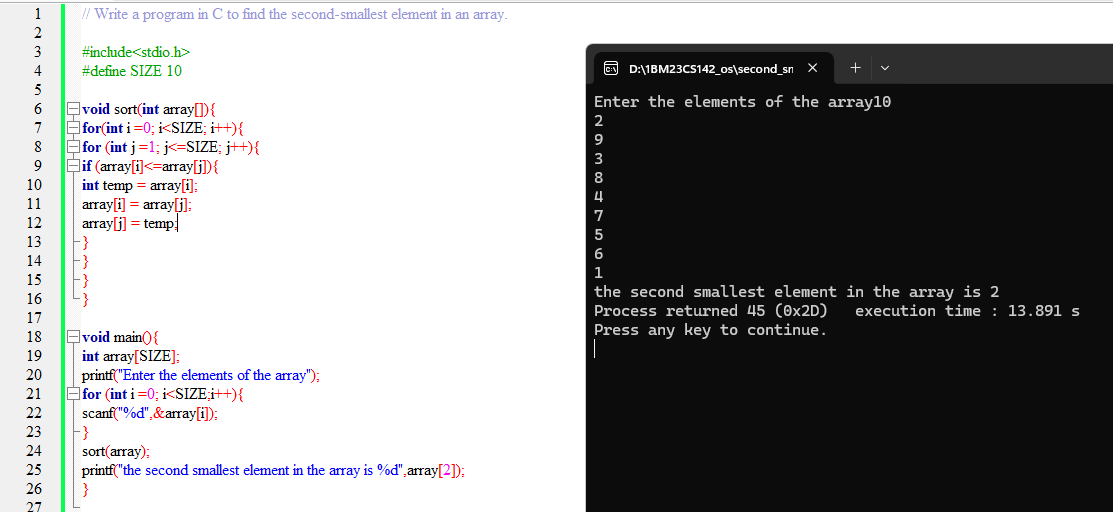 1 // Write a program in C to find the second-smallest element in an array.
2
3 #include<stdio.h>
4 #define SIZE 10
5
6 void sort(int array[]){
7 for(int i =0; i<SIZE; i++){
8 for (int j =1; j<=SIZE; j++){
9 if (array[i]<=array[j]){
10 int temp = array[i];
11 array[i] = array[j];
12 array[j] = temp;
13 }
14 }
15 }
16 }
17
18 void main(){
19 int array[SIZE];
20 printf("Enter the elements of the array");
21 for (int i =0; i<SIZE;i++){
22 scanf("%d",&array[i]);
23 }
24 sort(array);
25 printf("the second smallest element in the array is %d",array[2]);
26 }
27
D:\1BM23CS142_os\second_sr
Enter the elements of the array10
2
9
3
8
4
7
5
6
1
the second smallest element in the array is 2
Process returned 45 (0x2D)   execution time : 13.891 s
Press any key to continue.